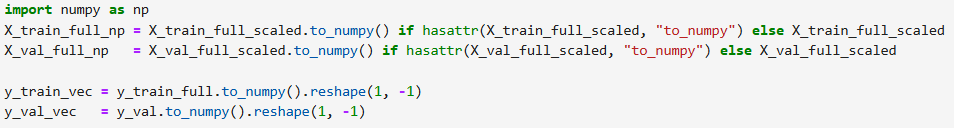 import numpy as np
X_train_full_np = X_train_full_scaled.to_numpy() if hasattr(X_train_full_scaled, "to_numpy") else X_train_full_scaled
X_val_full_np   = X_val_full_scaled.to_numpy() if hasattr(X_val_full_scaled, "to_numpy") else X_val_full_scaled

y_train_vec = y_train_full.to_numpy().reshape(1, -1)
y_val_vec   = y_val.to_numpy().reshape(1, -1)